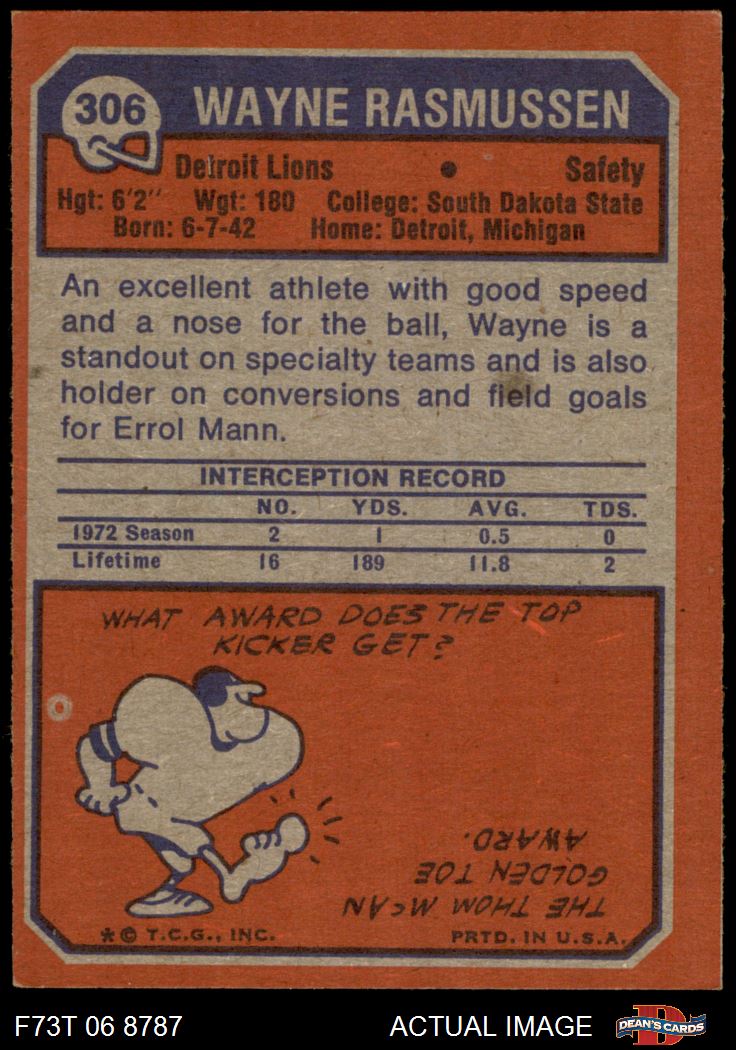 306 WAYNE RASMUSSEN
Detroit Lions • Safety
Hgt: 6'2" Wgt: 180 College: South Dakota State
Born: 6-7-42 Home: Detroit, Michigan
An excellent athlete with good speed
and a nose for the ball, Wayne is a
standout on specialty teams and is also
holder on conversions and field goals
for Errol Mann.
INTERCEPTION RECORD
NO. YDS. AVG. TDS.
1972 Season 2 1 0.5 0
Lifetime 16 189 11.8 2
WHAT AWARD DOES THE TOP
KICKER GET?
THE THOM McAN
GOLDEN TOE
AWARD.
* © T.C.G., INC. PRTD. IN U.S.A.
F73T 06 8787 ACTUAL IMAGE DEAN'S CARDS